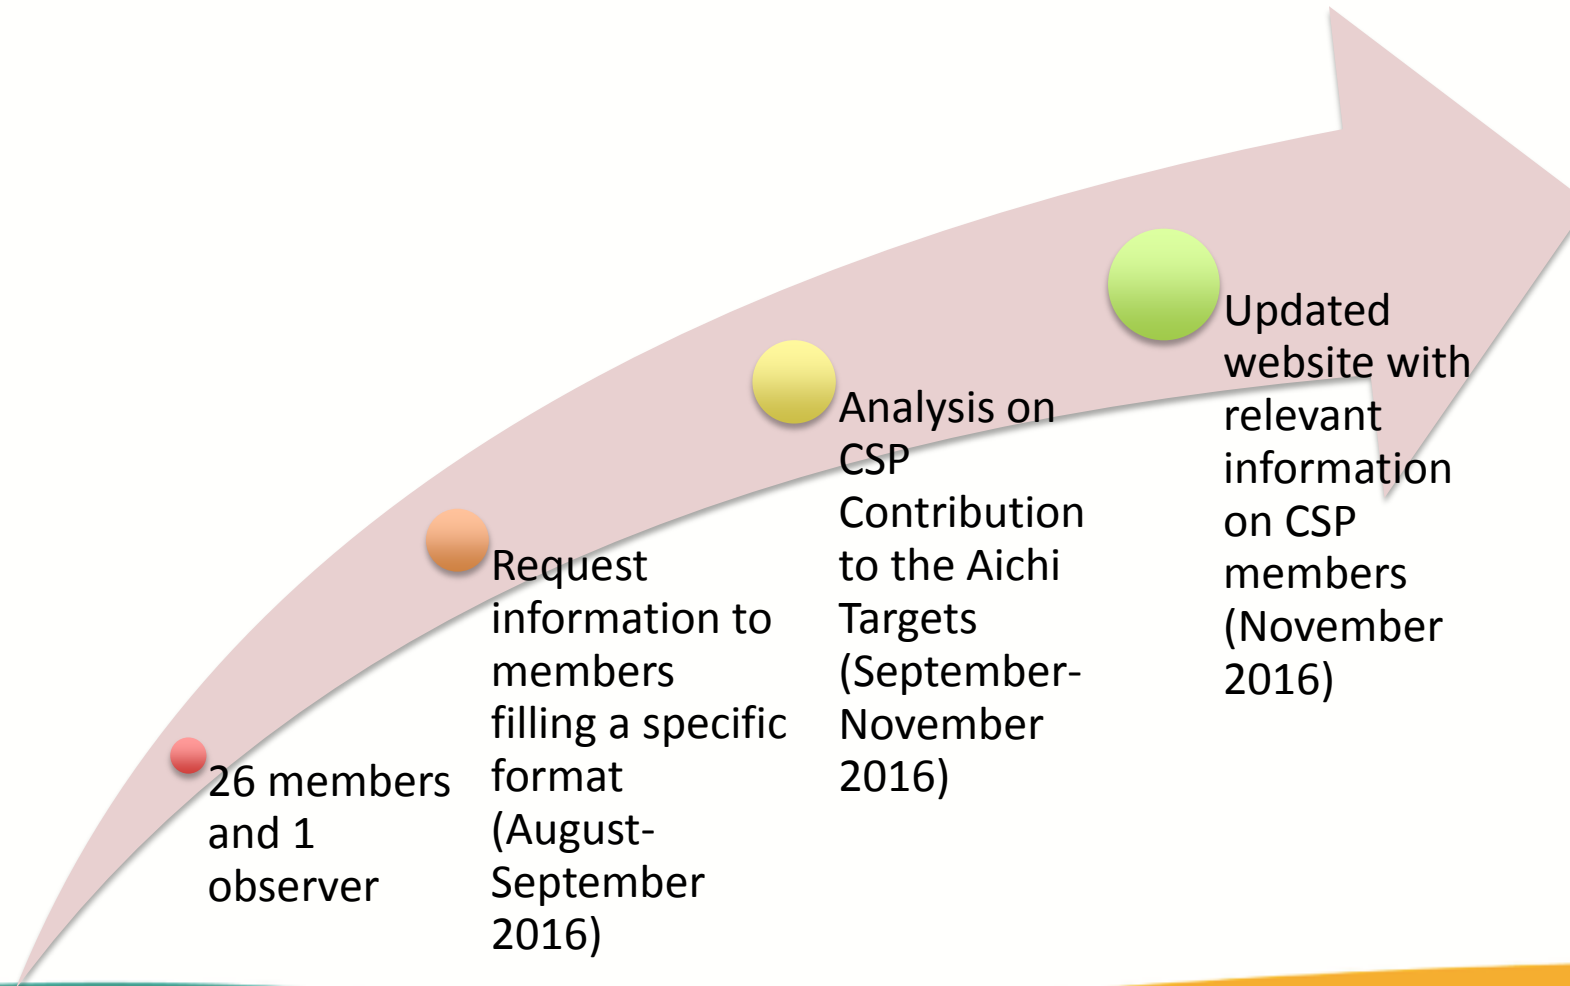 26 members
and 1
observer
Request
information to
members
filling a specific
format
(August-
September
2016)
Analysis on
CSP
Contribution
to the Aichi
Targets
(September-
November
2016)
Updated
website with
relevant
information
on CSP
members
(November
2016)